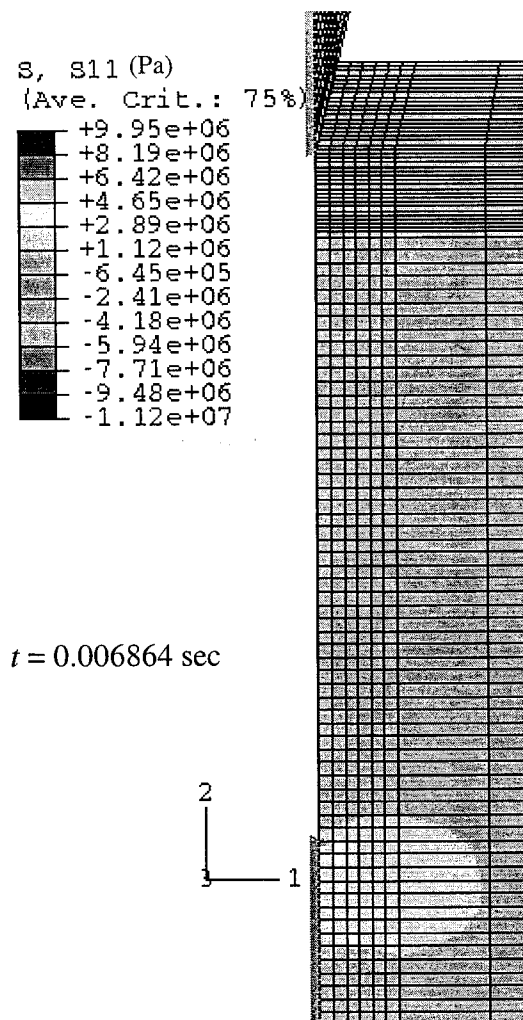 S, S11 (Pa)
(Ave. Crit.: 75%)
+9.95e+06
+8.19e+06
+6.42e+06
+4.65e+06
+2.89e+06
+1.12e+06
-6.45e+05
-2.41e+06
-4.18e+06
-5.94e+06
-7.71e+06
-9.48e+06
-1.12e+07
t = 0.006864 sec
2
3 1